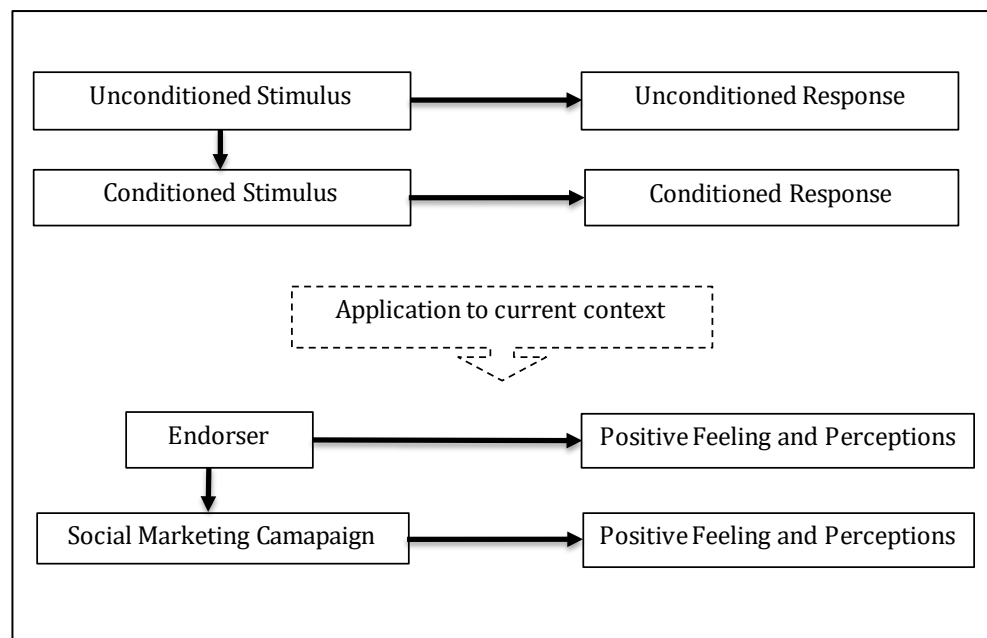 Unconditioned Stimulus
Unconditioned Response
Conditioned Stimulus
Conditioned Response
Application to current context
Endorser
Positive Feeling and Perceptions
Social Marketing Camapaign
Positive Feeling and Perceptions